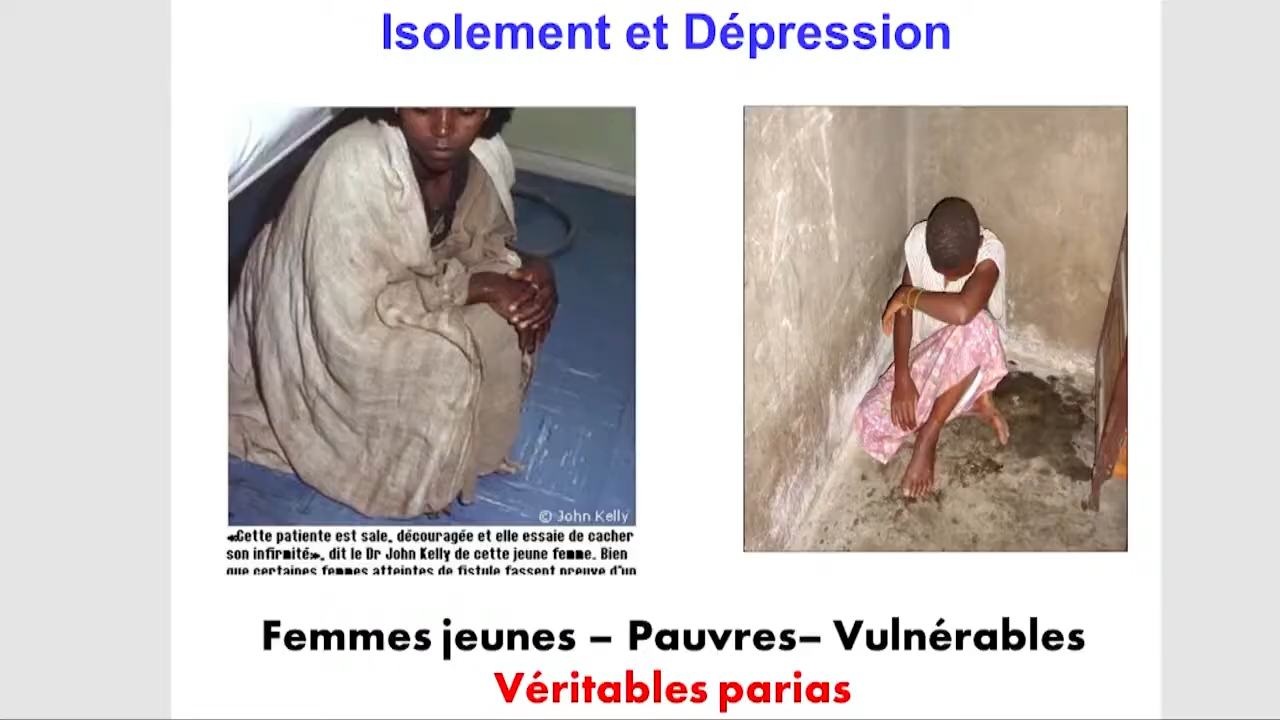 Isolement et Dépression
© John Kelly
«Cette patiente est sale, découragée et elle essaie de cacher
son infirmité», dit le Dr John Kelly de cette jeune femme. Bien
que certaines femmes atteintes de fistule fassent preuve d'un
Femmes jeunes – Pauvres– Vulnérables
Véritables parias